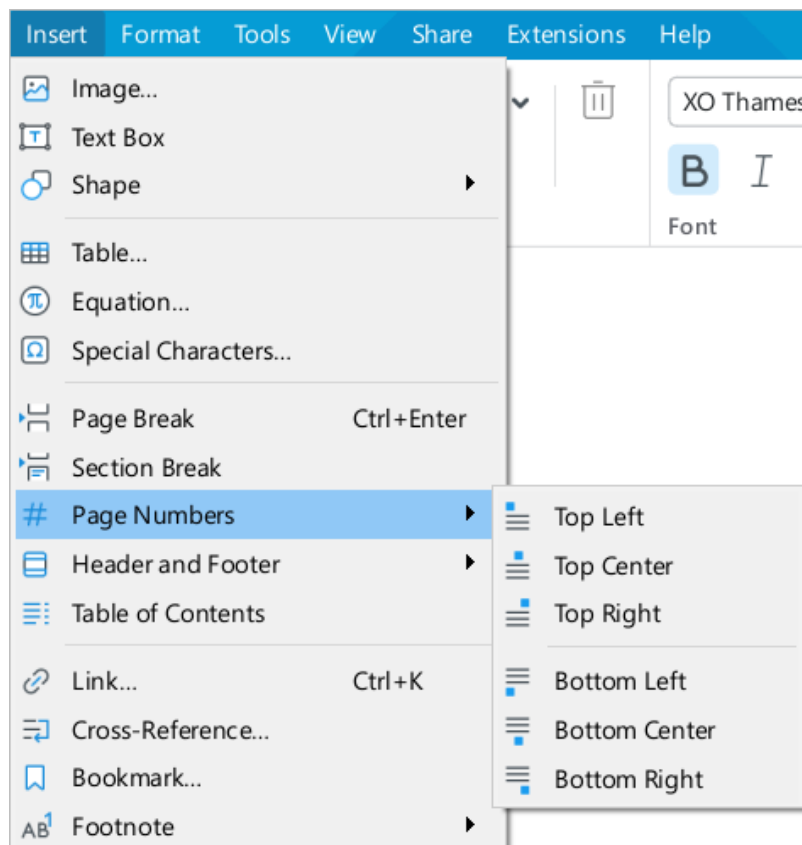 Insert Format Tools View Share Extensions Help
Image...
Text Box
Shape
Table...
Equation...
Special Characters...
Page Break Ctrl+Enter
Section Break
Page Numbers
Header and Footer
Table of Contents
Link... Ctrl+K
Cross-Reference...
Bookmark...
Footnote
Top Left
Top Center
Top Right
Bottom Left
Bottom Center
Bottom Right
XO Thames
B I
Font